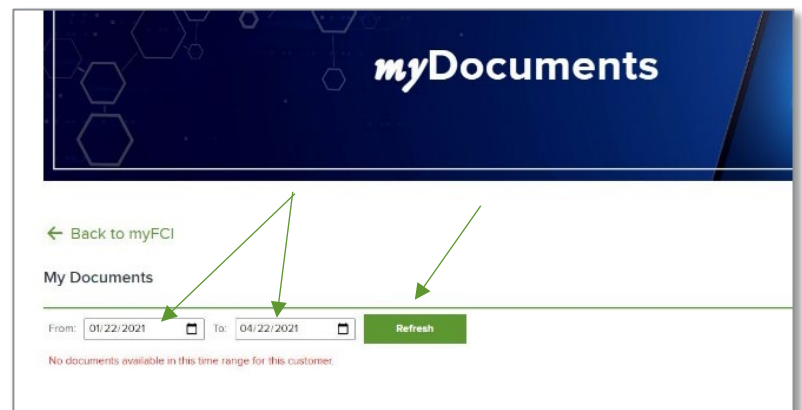 myDocuments
← Back to myFCI
My Documents
From: 01/22/2021 To: 04/22/2021 Refresh
No documents available in this time range for this customer.